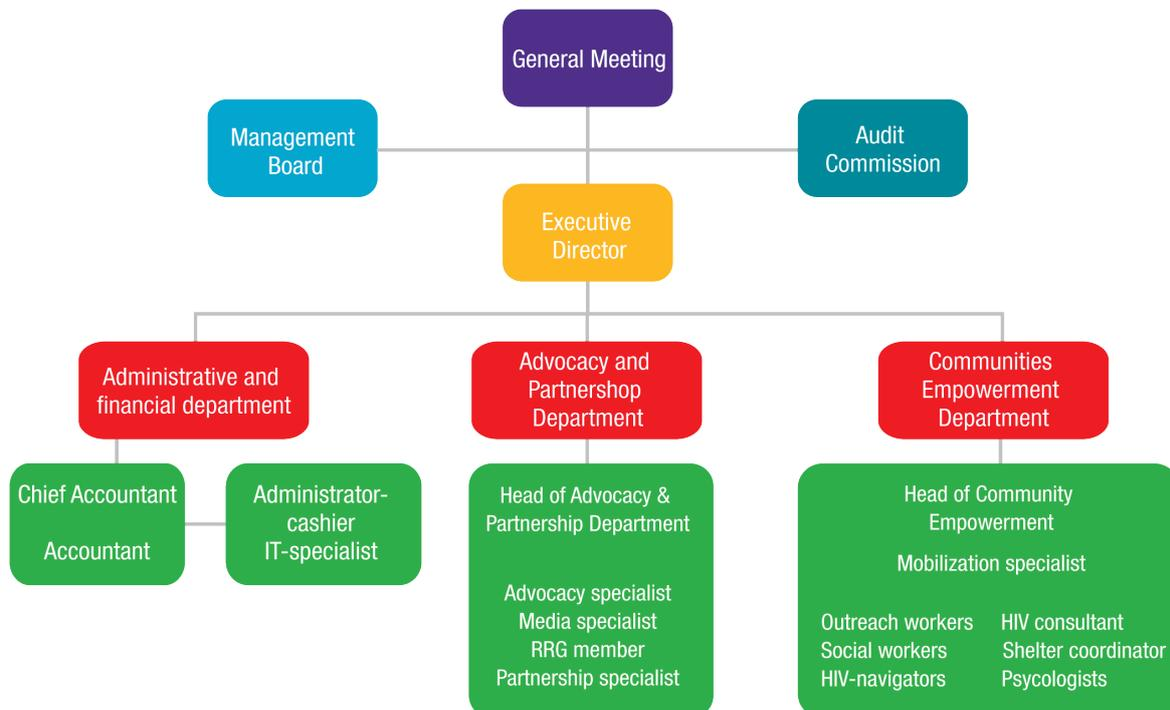 General Meeting
Management
Board
Audit
Commission
Executive
Director
Administrative and
financial department
Advocacy and
Partnershop
Department
Communities
Empowerment
Department
Chief Accountant
Accountant
Administrator-
cashier
IT-specialist
Head of Advocacy &
Partnership Department
Advocacy specialist
Media specialist
RRG member
Partnership specialist
Head of Community
Empowerment
Mobilization specialist
Outreach workers
Social workers
HIV-navigators
HIV consultant
Shelter coordinator
Psycologists